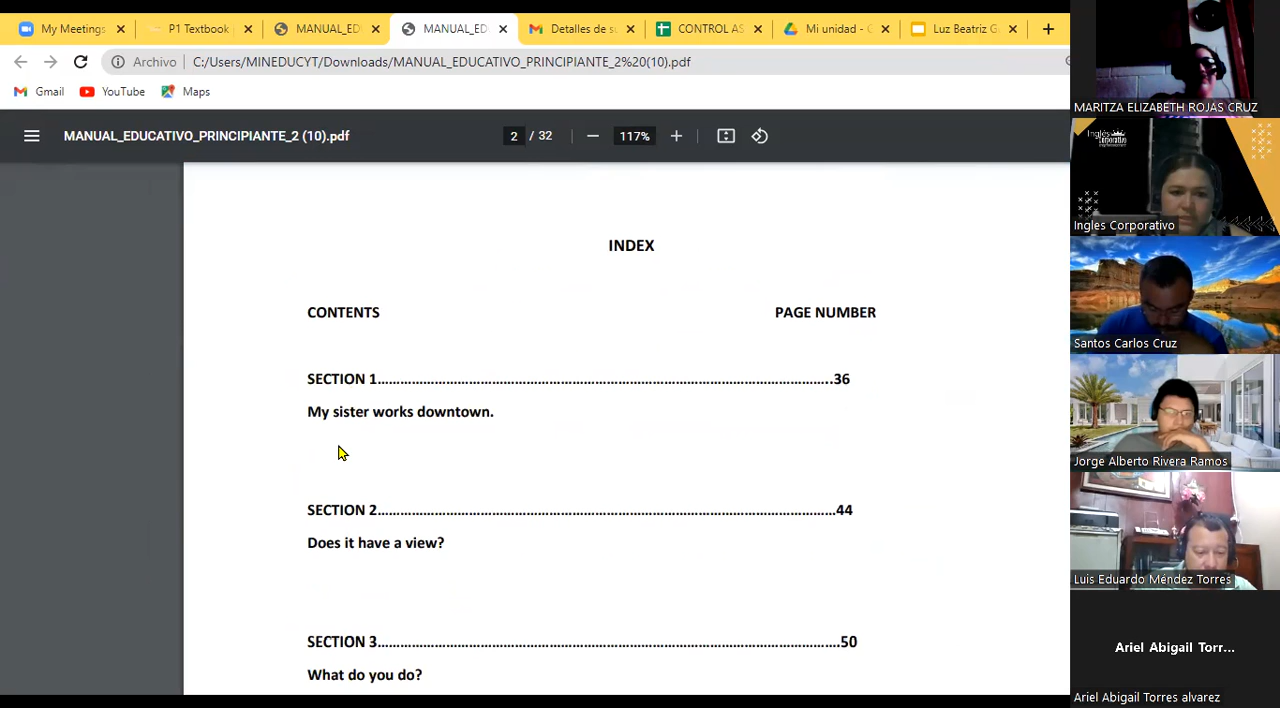 My Meetings
P1 Textbook
MANUAL_ED
MANUAL_ED
Detalles de su
CONTROL AS
Mi unidad - C
Luz Beatriz G
Archivo
C:/Users/MINEDUCYT/Downloads/MANUAL_EDUCATIVO_PRINCIPIANTE_2%20(10).pdf
Gmail
YouTube
Maps
MANUAL_EDUCATIVO_PRINCIPIANTE_2 (10).pdf
2 / 32
117%
INDEX
CONTENTS PAGE NUMBER
SECTION 1……………………………………………………………………………………………..36
My sister works downtown.
SECTION 2………………………………………………………………………………………………44
Does it have a view?
SECTION 3……………………………………………………………………………………………….50
What do you do?
MARITZA ELIZABETH ROJAS CRUZ
Inglés
Corporativo
Ingles Corporativo
Santos Carlos Cruz
Jorge Alberto Rivera Ramos
Luis Eduardo Méndez Torres
Ariel Abigail Torr...
Ariel Abigail Torres alvarez